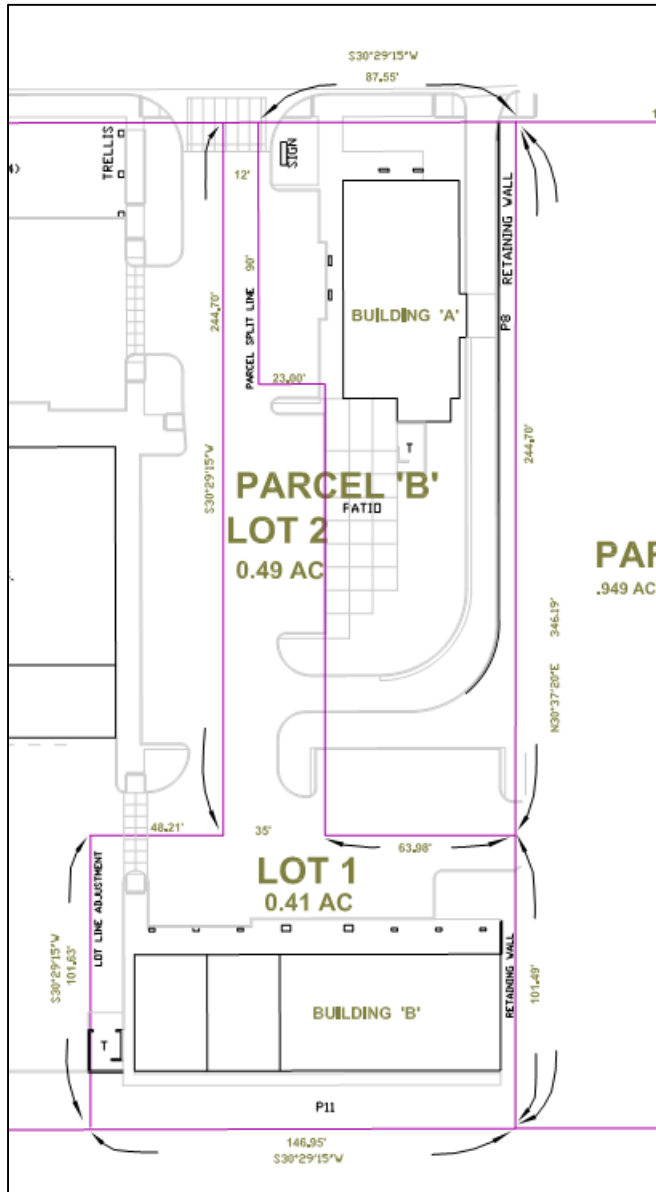 S30°29'15"W
87.55'
TRELLIS
SIGN
12'
RETAINING WALL
P8
PARCEL SPLIT LINE
90'
244.70'
BUILDING 'A'
23.00'
244.70'
S30°29'15"W
T
PARCEL 'B'
PATIO
LOT 2
0.49 AC
PAR
.949 AC
346.19'
N30°37'20"E
48.21'
35'
63.98'
LOT 1
0.41 AC
LOT LINE ADJUSTMENT
S30°29'15"W
101.63'
RETAINING WALL
101.49'
BUILDING 'B'
T
P11
146.95'
S30°29'15"W